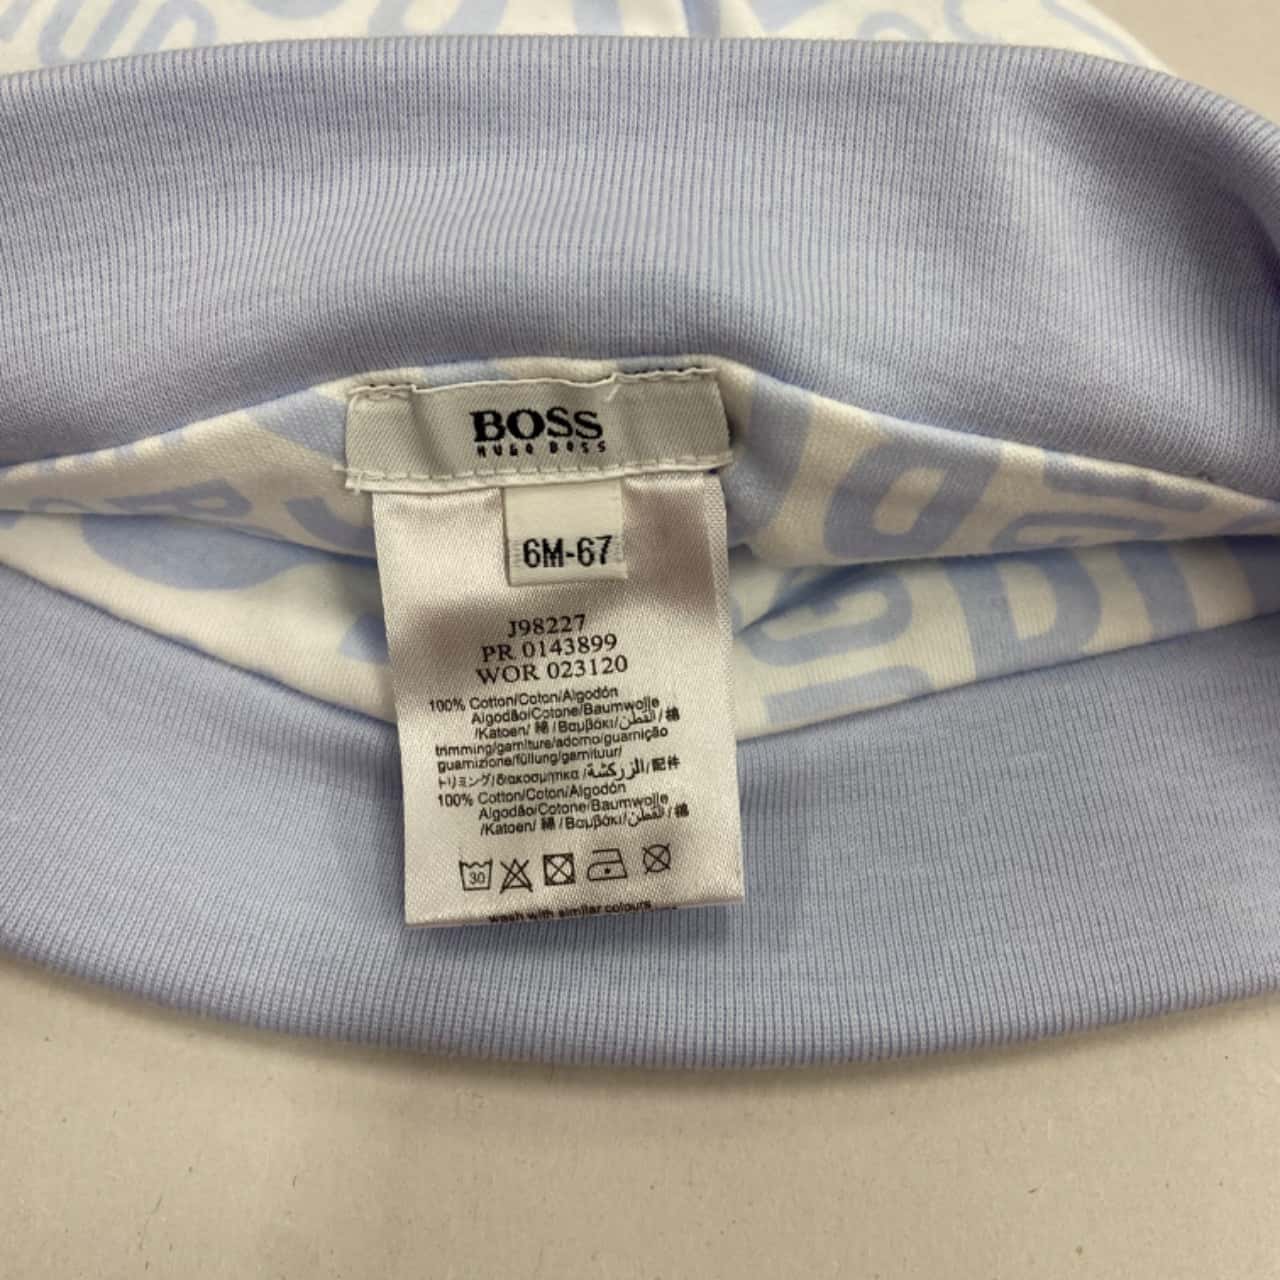 BOSS
HUGO BOSS
6M-67
J98227
PR 0143899
WOR 023120
100% Cotton/Coton/Algodón
Algodão/Cotone/Baumwolle
/Katoen/ 綿 /Βαμβάκι/القطن/棉
trimming/garniture/adorno/guarnição
guarnizione/füllung/garnituur/
トリミング/διακοσμητικα /الزركشة/配件
100% Cotton/Coton/Algodón
Algodão/Cotone/Baumwolle
/Katoen/ 綿 /Βαμβάκι/القطن/棉
30
wash with similar colours